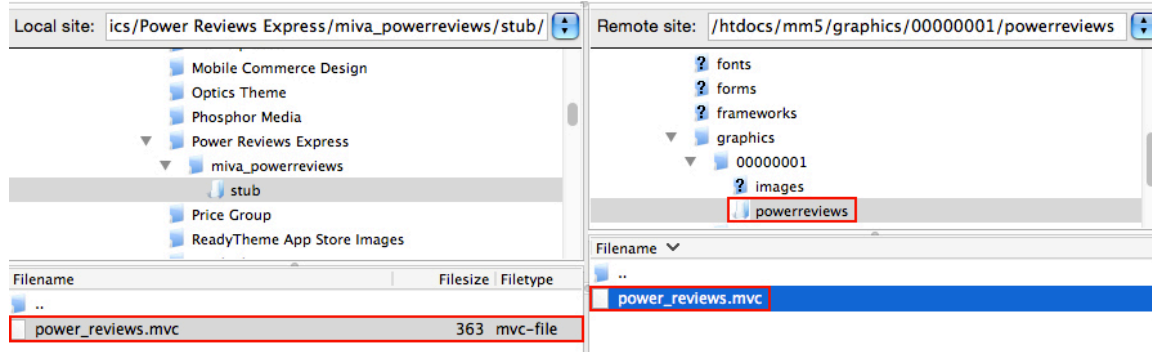 Local site: ics/Power Reviews Express/miva_powerreviews/stub/
Mobile Commerce Design
Optics Theme
Phosphor Media
Power Reviews Express
miva_powerreviews
stub
Price Group
ReadyTheme App Store Images
Filename Filesize Filetype
..
power_reviews.mvc 363 mvc-file
Remote site: /htdocs/mm5/graphics/00000001/powerreviews
? fonts
? forms
? frameworks
graphics
00000001
? images
powerreviews
Filename
..
power_reviews.mvc